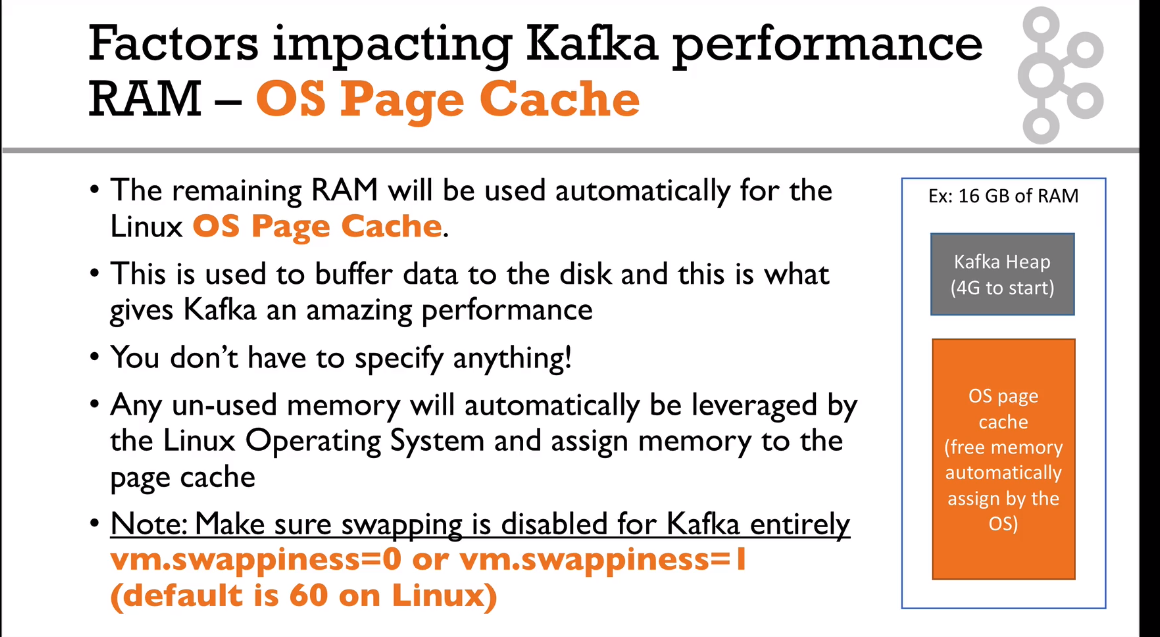 Factors impacting Kafka performance
RAM – OS Page Cache
• The remaining RAM will be used automatically for the
Linux OS Page Cache.
• This is used to buffer data to the disk and this is what
gives Kafka an amazing performance
• You don't have to specify anything!
• Any un-used memory will automatically be leveraged by
the Linux Operating System and assign memory to the
page cache
• Note: Make sure swapping is disabled for Kafka entirely
vm.swappiness=0 or vm.swappiness=1
(default is 60 on Linux)
Ex: 16 GB of RAM
Kafka Heap
(4G to start)
OS page
cache
(free memory
automatically
assign by the
OS)